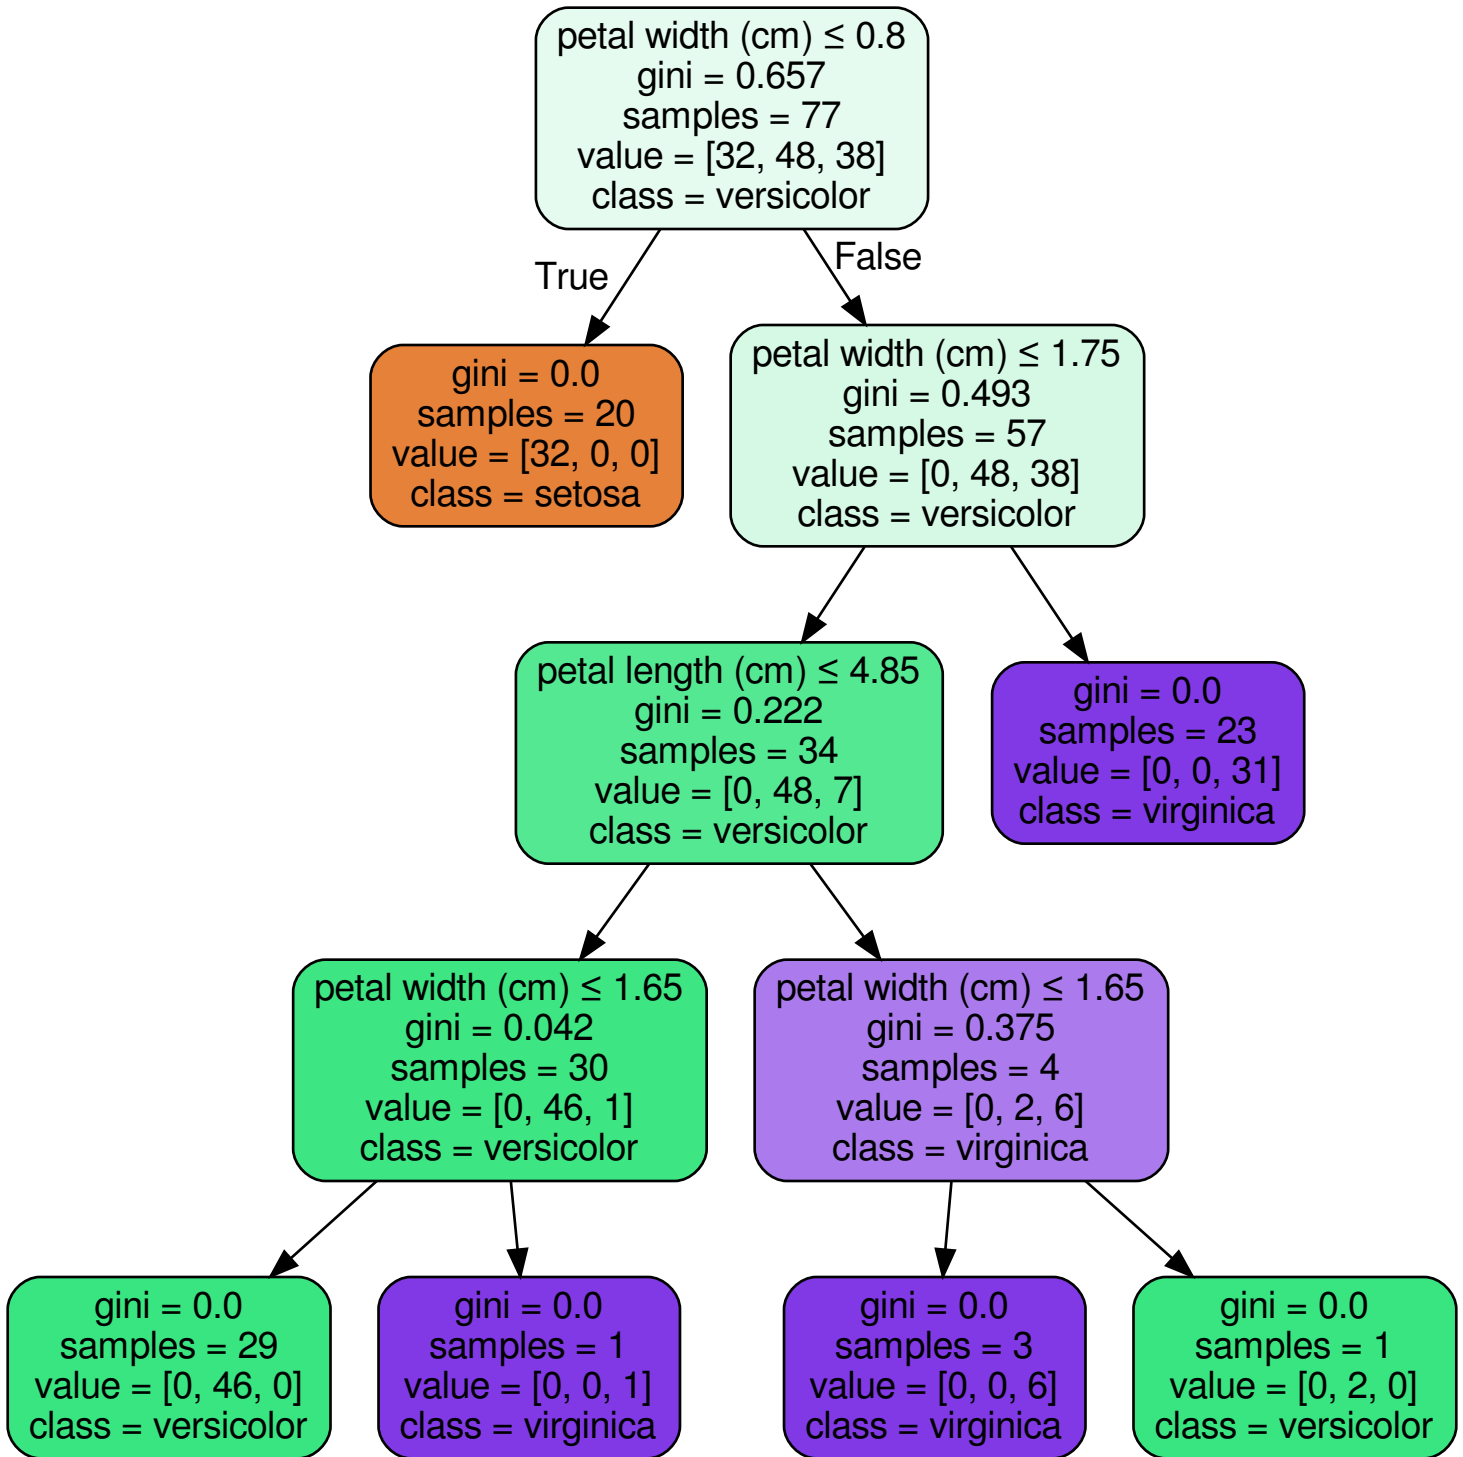 petal width (cm) ≤ 0.8
gini = 0.657
samples = 77
value = [32, 48, 38]
class = versicolor
True
False
gini = 0.0
samples = 20
value = [32, 0, 0]
class = setosa
petal width (cm) ≤ 1.75
gini = 0.493
samples = 57
value = [0, 48, 38]
class = versicolor
petal length (cm) ≤ 4.85
gini = 0.222
samples = 34
value = [0, 48, 7]
class = versicolor
gini = 0.0
samples = 23
value = [0, 0, 31]
class = virginica
petal width (cm) ≤ 1.65
gini = 0.042
samples = 30
value = [0, 46, 1]
class = versicolor
petal width (cm) ≤ 1.65
gini = 0.375
samples = 4
value = [0, 2, 6]
class = virginica
gini = 0.0
samples = 29
value = [0, 46, 0]
class = versicolor
gini = 0.0
samples = 1
value = [0, 0, 1]
class = virginica
gini = 0.0
samples = 3
value = [0, 0, 6]
class = virginica
gini = 0.0
samples = 1
value = [0, 2, 0]
class = versicolor